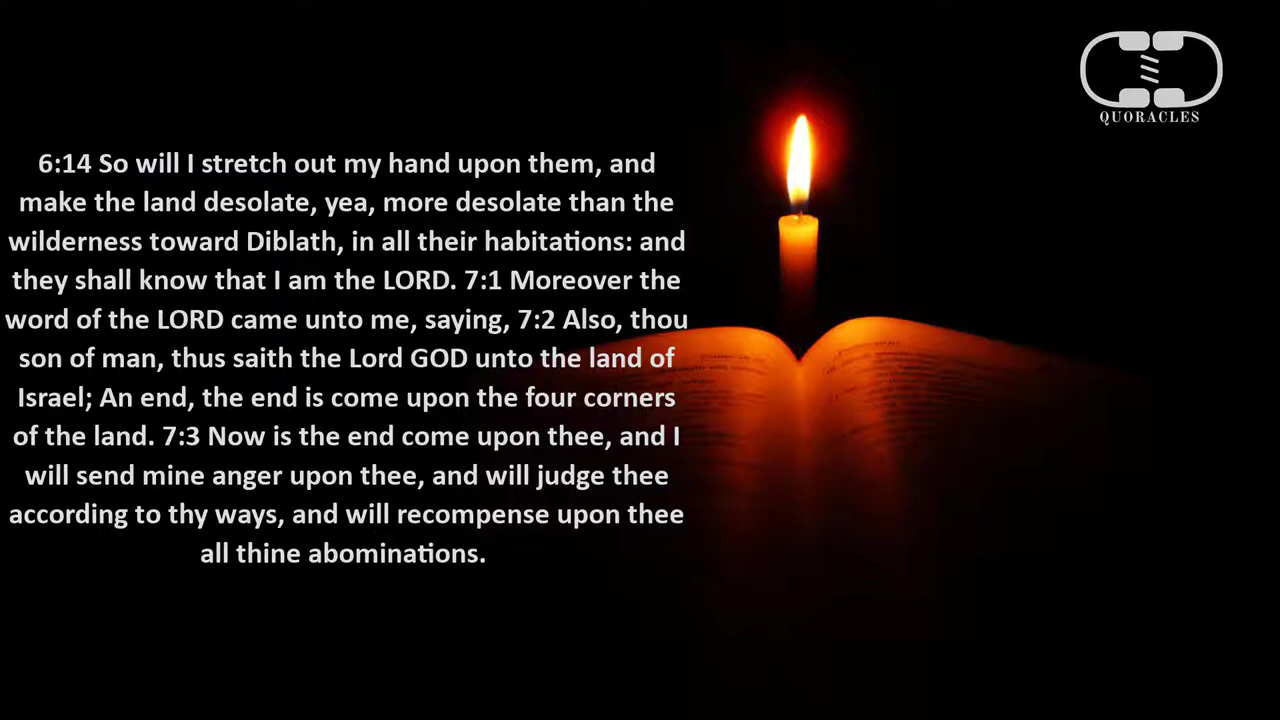 QUORACLES
6:14 So will I stretch out my hand upon them, and
make the land desolate, yea, more desolate than the
wilderness toward Diblath, in all their habitations: and
they shall know that I am the LORD. 7:1 Moreover the
word of the LORD came unto me, saying, 7:2 Also, thou
son of man, thus saith the Lord GOD unto the land of
Israel; An end, the end is come upon the four corners
of the land. 7:3 Now is the end come upon thee, and I
will send mine anger upon thee, and will judge thee
according to thy ways, and will recompense upon thee
all thine abominations.